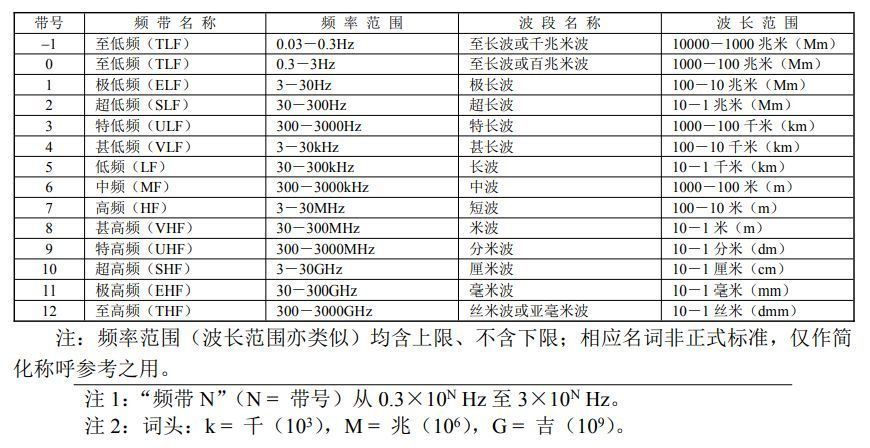 带号 频 带 名 称 频 率 范 围 波 段 名 称 波 长 范 围
−1 至低频（TLF） 0.03－0.3Hz 至长波或千兆米波 10000－1000 兆米（Mm）
0 至低频（TLF） 0.3－3Hz 至长波或百兆米波 1000－100 兆米（Mm）
1 极低频（ELF） 3－30Hz 极长波 100－10 兆米（Mm）
2 超低频（SLF） 30－300Hz 超长波 10－1 兆米（Mm）
3 特低频（ULF） 300－3000Hz 特长波 1000－100 千米（km）
4 甚低频（VLF） 3－30kHz 甚长波 100－10 千米（km）
5 低频（LF） 30－300kHz 长波 10－1 千米（km）
6 中频（MF） 300－3000kHz 中波 1000－100 米（m）
7 高频（HF） 3－30MHz 短波 100－10 米（m）
8 甚高频（VHF） 30－300MHz 米波 10－1 米（m）
9 特高频（UHF） 300－3000MHz 分米波 10－1 分米（dm）
10 超高频（SHF） 3－30GHz 厘米波 10－1 厘米（cm）
11 极高频（EHF） 30－300GHz 毫米波 10－1 毫米（mm）
12 至高频（THF） 300－3000GHz 丝米波或亚毫米波 10－1 丝米（dmm）
注：频率范围（波长范围亦类似）均含上限、不含下限；相应名词非正式标准，仅作简
化称呼参考之用。
注 1：“频带 N”（N = 带号）从 0.3×10ᴺ Hz 至 3×10ᴺ Hz。
注 2：词头：k = 千（10³），M = 兆（10⁶），G = 吉（10⁹）。